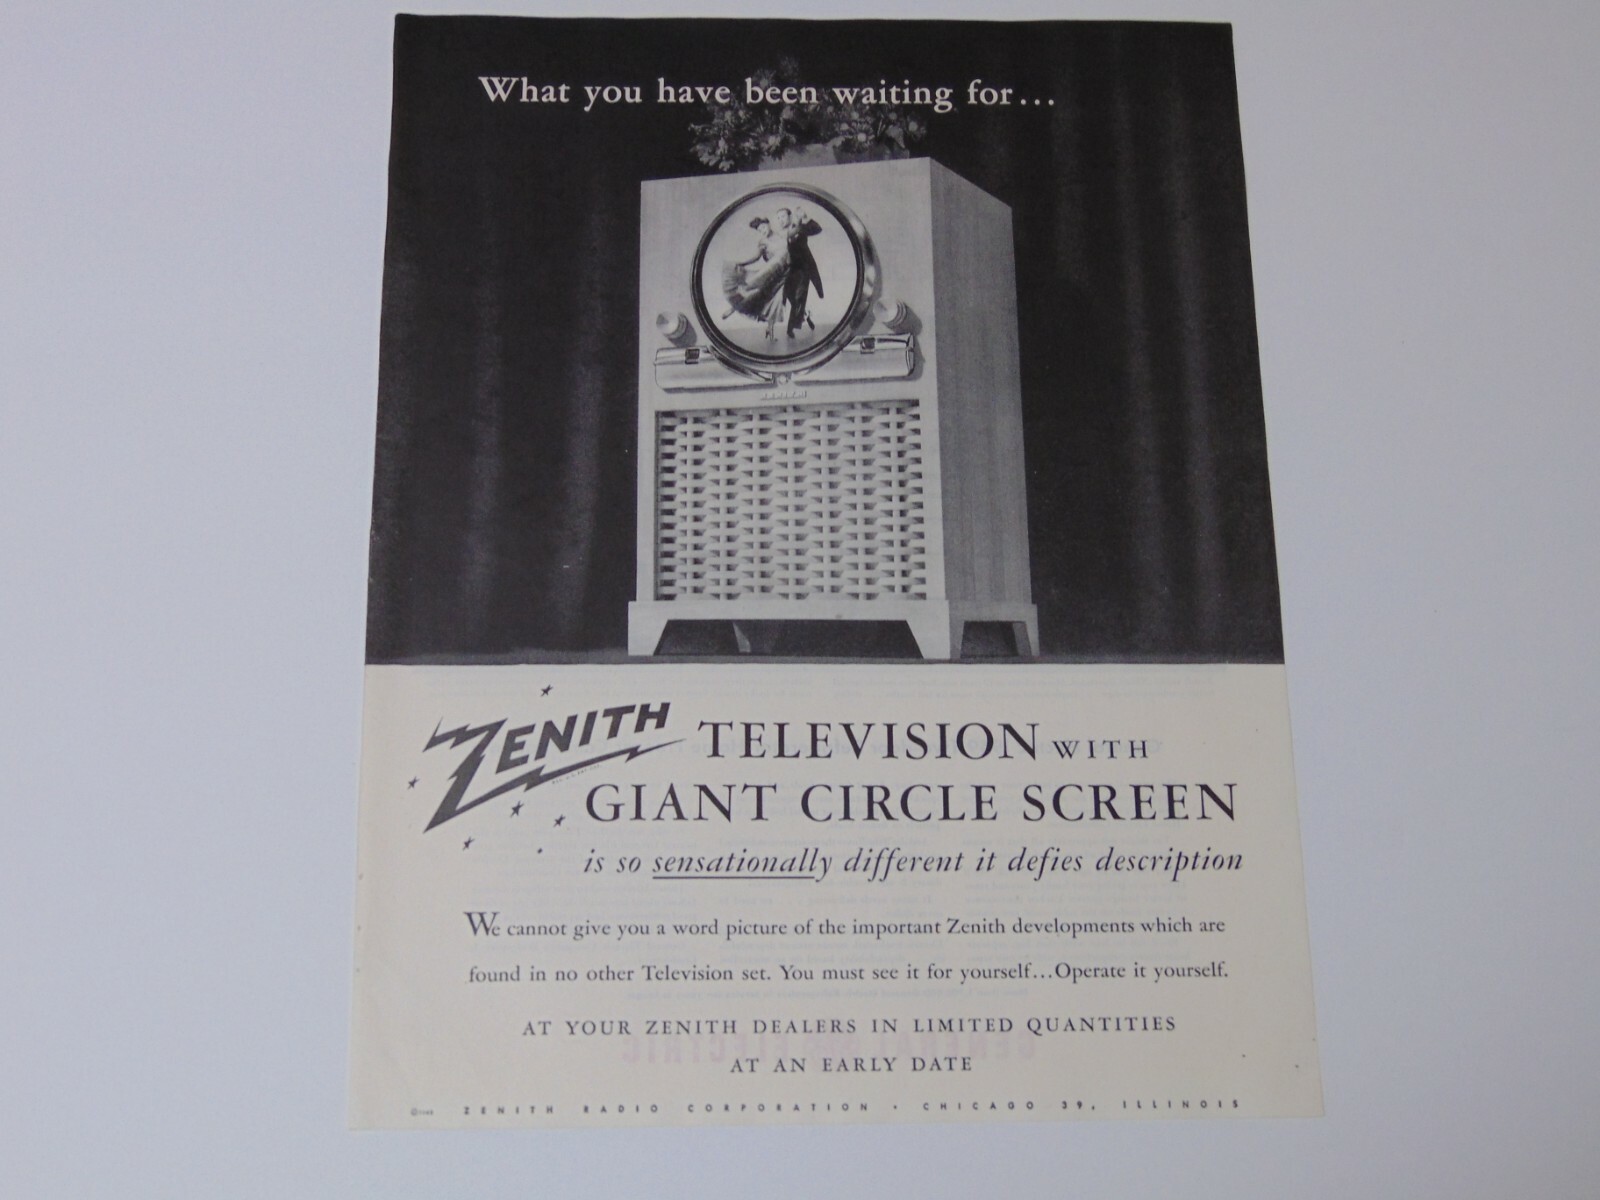 What you have been waiting for...
ZENITH
TELEVISION WITH
GIANT CIRCLE SCREEN
is so sensationally different it defies description
We cannot give you a word picture of the important Zenith developments which are
found in no other Television set. You must see it for yourself...Operate it yourself.
AT YOUR ZENITH DEALERS IN LIMITED QUANTITIES
AT AN EARLY DATE
ZENITH RADIO CORPORATION • CHICAGO 39, ILLINOIS